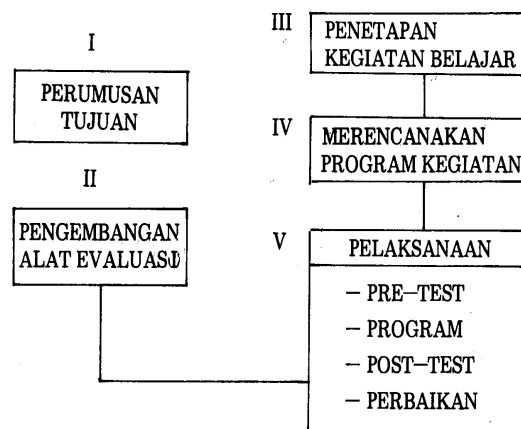 I
PERUMUSAN
TUJUAN
II
PENGEMBANGAN
ALAT EVALUASI
III
PENETAPAN
KEGIATAN BELAJAR
IV
MERENCANAKAN
PROGRAM KEGIATAN
V
PELAKSANAAN
– PRE–TEST
– PROGRAM
– POST–TEST
– PERBAIKAN